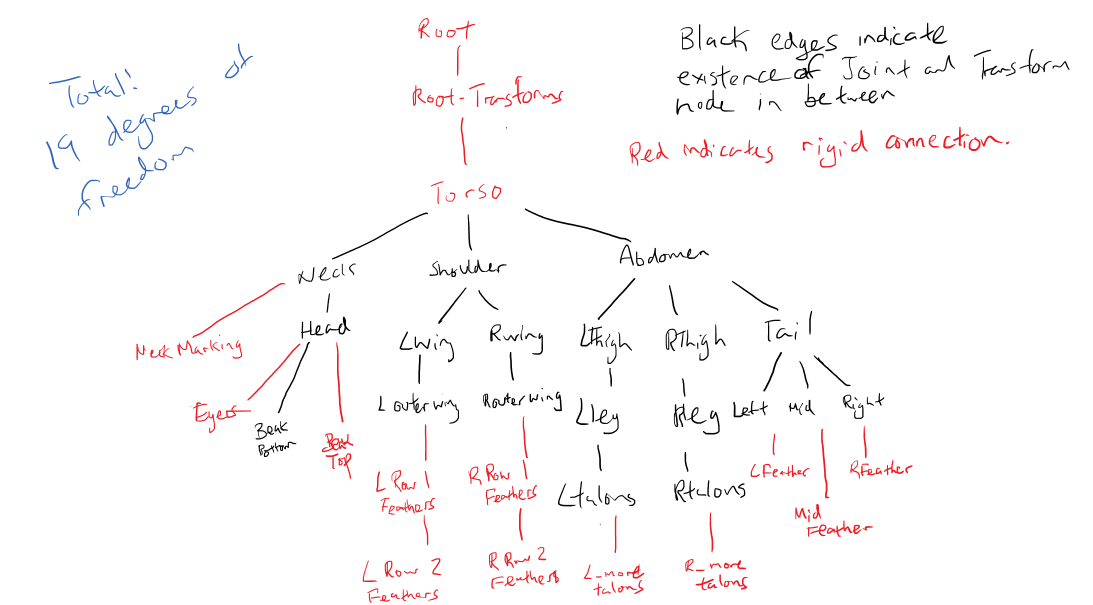 Root
Black edges indicate
existence of Joint and Transform
node in between
Total!
19 degrees of
freedom
Root-Trasforms
Red indicates rigid connection.
Torso
Neck
Shoulder
Abdomen
Neck Marking
Head
Lwing
Rwing
LThigh
RThigh
Tail
Eyes
Beak
Bottom
Beak
Top
Louterwing
Routerwing
Lleg
Rleg
Left
Mid
Right
L Row 1
Feathers
R Row 1
Feathers
Ltalons
Rtalons
LFeather
RFeather
Mid
Feather
L Row 2
Feathers
R Row 2
Feathers
L_more
talons
R_more
talons